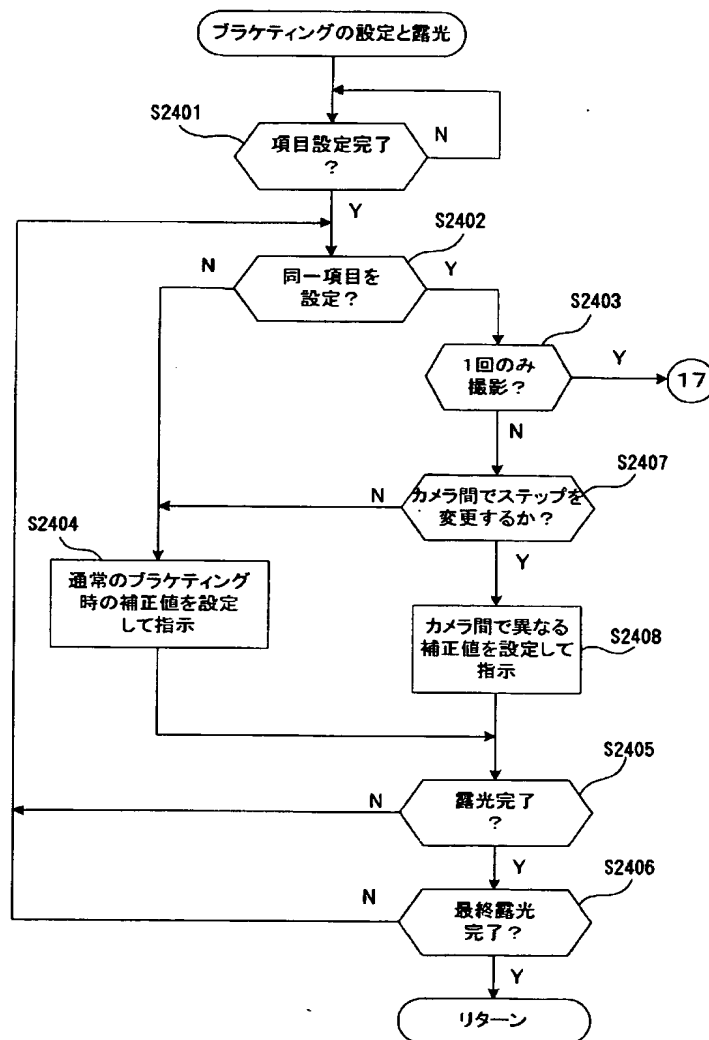 ブラケティングの設定と露光
S2401
項目設定完了
?
N
Y
S2402
N
同一項目を
設定?
Y
S2403
1回のみ
撮影?
Y
17
N
S2407
N
カメラ間でステップを
変更するか?
Y
S2404
通常のブラケティング
時の補正値を設定
して指示
カメラ間で異なる
補正値を設定して
指示
S2408
S2405
N
露光完了
?
Y
S2406
N
最終露光
完了?
Y
リターン